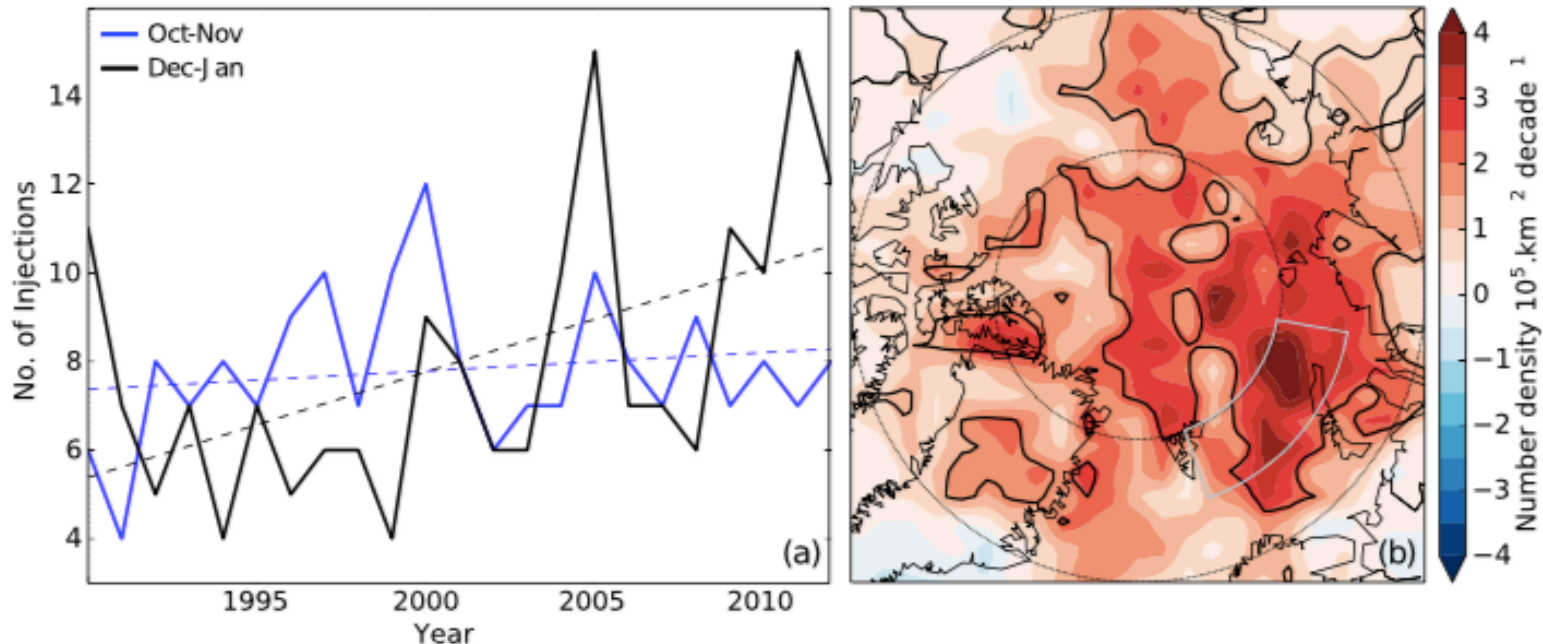 Oct-Nov
Dec-Jan
14
12
10
8
6
4
No. of Injections
1995
2000
2005
2010
Year
(a)
(b)
4
3
2
1
0
−1
−2
−3
−4
Number density 10⁵.km ² decade ¹